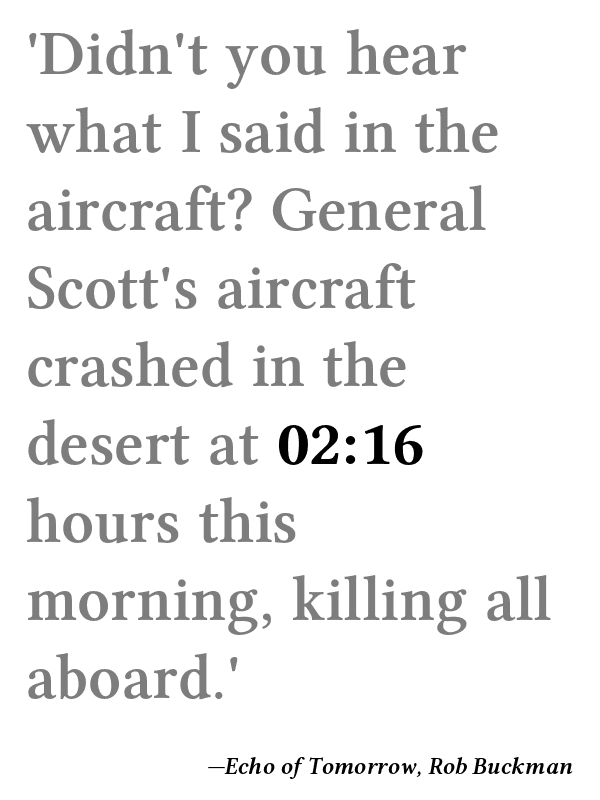 'Didn't you hear
what I said in the
aircraft? General
Scott's aircraft
crashed in the
desert at 02:16
hours this
morning, killing all
aboard.'
—Echo of Tomorrow, Rob Buckman